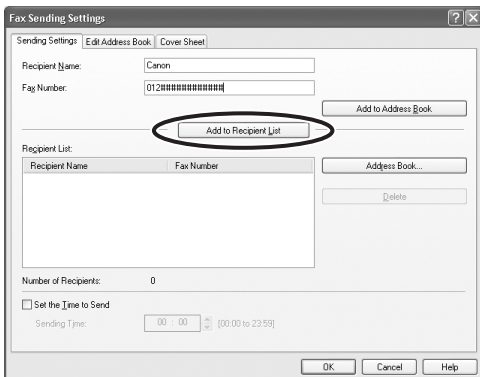 Fax Sending Settings
Sending Settings Edit Address Book Cover Sheet
Recipient Name: Canon
Fax Number: 012############
Add to Address Book
Add to Recipient List
Recipient List:
Recipient Name Fax Number
Address Book...
Delete
Number of Recipients: 0
Set the Time to Send
Sending Time: 00 : 00 [00:00 to 23:59]
OK Cancel Help